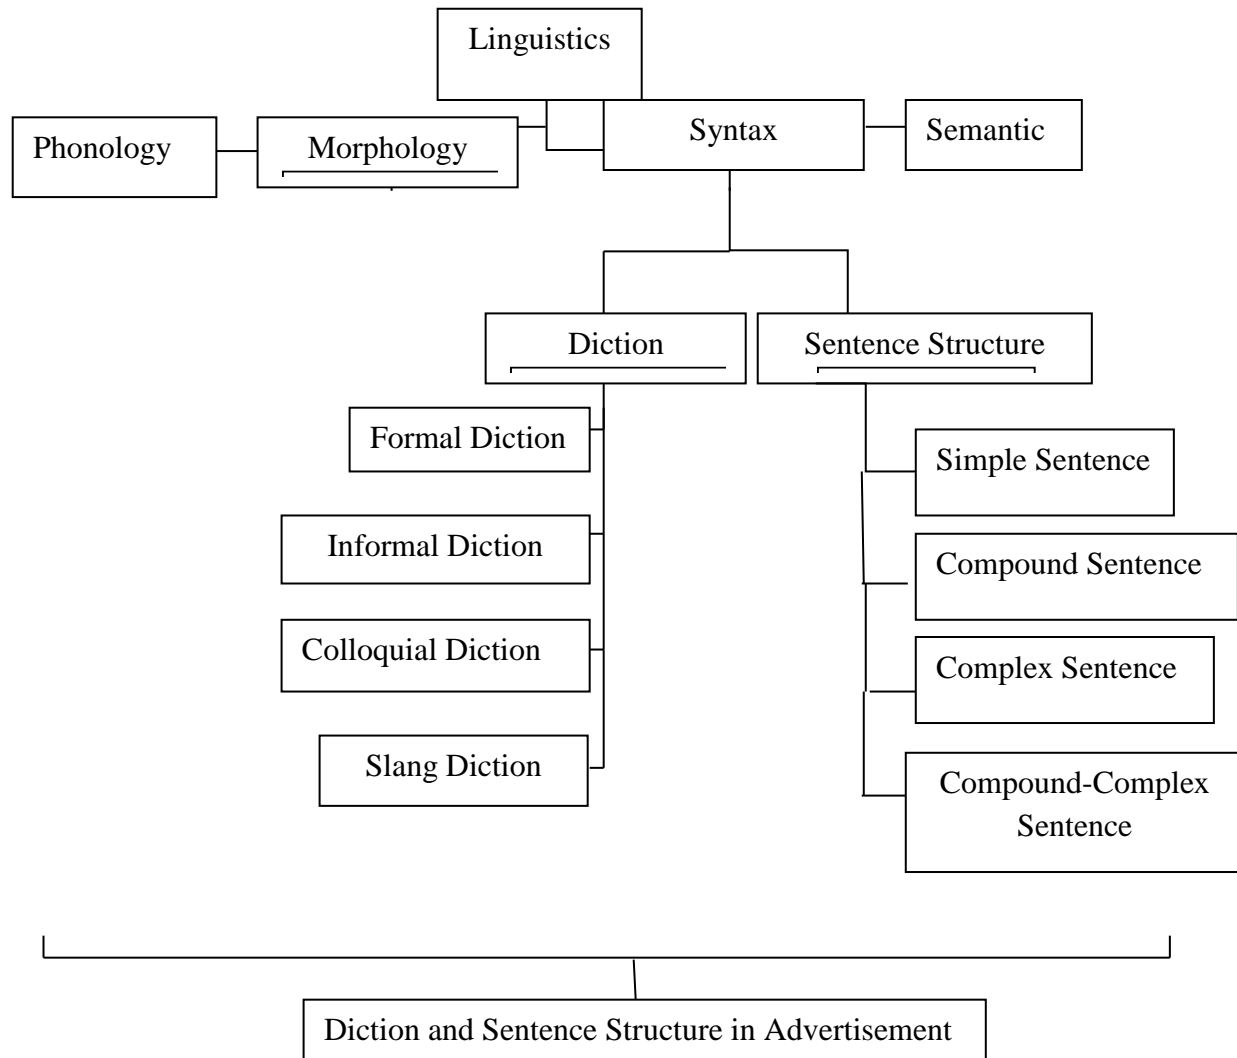 Linguistics
Phonology
Morphology
Syntax
Semantic
Diction
Sentence Structure
Formal Diction
Informal Diction
Colloquial Diction
Slang Diction
Simple Sentence
Compound Sentence
Complex Sentence
Compound-Complex
Sentence
Diction and Sentence Structure in Advertisement